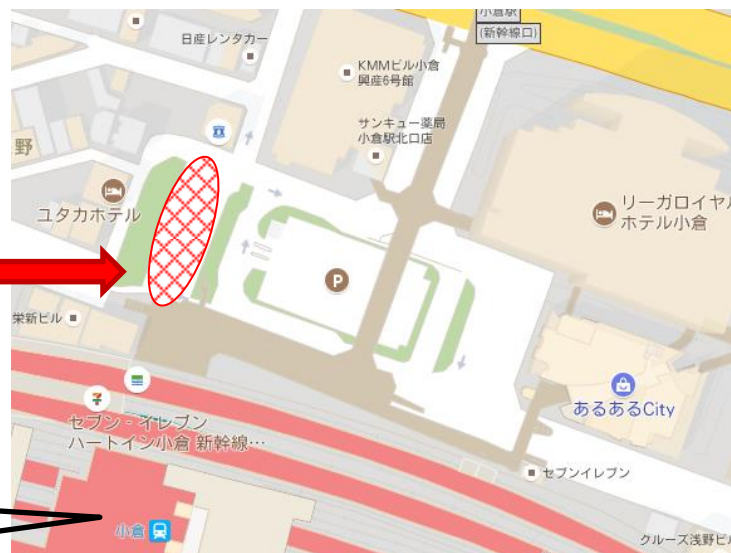 小倉駅
(新幹線口)
日産レンタカー
KMMビル小倉
興産6号館
サンキュー薬局
小倉駅北口店
野
ユタカホテル
リーガロイヤル
ホテル小倉
P
栄新ビル
あるあるCity
セブン-イレブン
ハートイン小倉 新幹線…
セブンイレブン
小倉
クルーズ浅野ビル